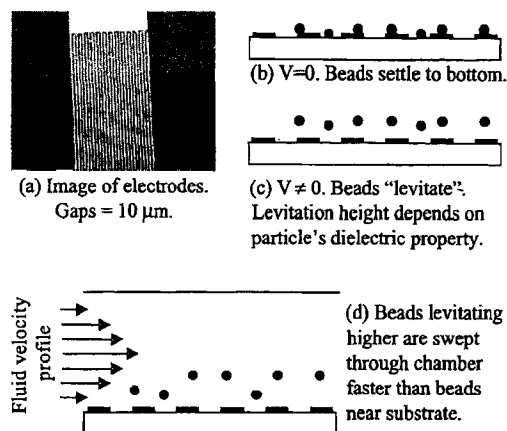 (a) Image of electrodes.
Gaps = 10 μm.
(b) V=0. Beads settle to bottom.
(c) V ≠ 0. Beads “levitate”.
Levitation height depends on
particle's dielectric property.
Fluid velocity
profile
(d) Beads levitating
higher are swept
through chamber
faster than beads
near substrate.